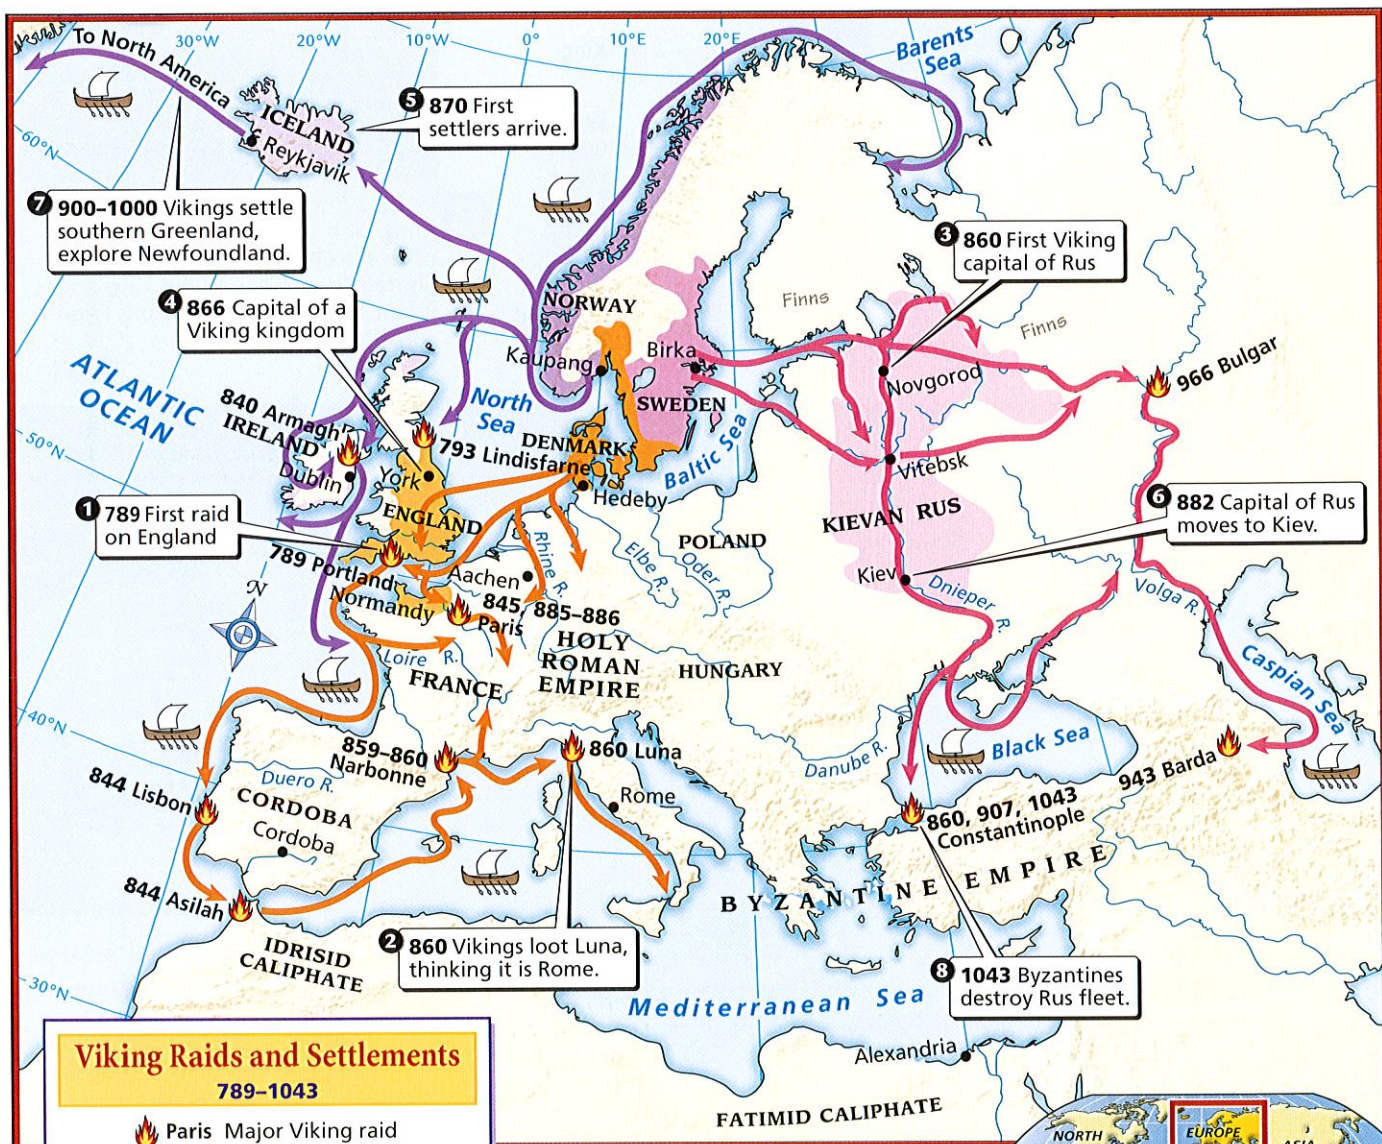 30°W
20°W
10°W
0°
10°E
20°E
Barents
Sea
To North America
60°N
ICELAND
Reykjavik
5 870 First
settlers arrive.
7 900–1000 Vikings settle
southern Greenland,
explore Newfoundland.
3 860 First Viking
capital of Rus
4 866 Capital of a
Viking kingdom
NORWAY
Finns
Finns
Kaupang
Birka
Novgorod
966 Bulgar
ATLANTIC
OCEAN
North
Sea
SWEDEN
840 Armagh
IRELAND
Dublin
793 Lindisfarne
DENMARK
Baltic Sea
50°N
York
Hedeby
Vitebsk
1 789 First raid
on England
ENGLAND
KIEVAN RUS
6 882 Capital of Rus
moves to Kiev.
789 Portland
Aachen
Rhine R.
Elbe R.
Oder R.
POLAND
Kiev
Dnieper R.
Volga R.
N
Normandy
845, 885–886
Paris
HOLY
ROMAN
EMPIRE
HUNGARY
Loire R.
FRANCE
Caspian Sea
40°N
859–860
Narbonne
860 Luna
Danube R.
Black Sea
943 Barda
844 Lisbon
Duero R.
CORDOBA
Cordoba
Rome
860, 907, 1043
Constantinople
844 Asilah
BYZANTINE EMPIRE
IDRISID
CALIPHATE
2 860 Vikings loot Luna,
thinking it is Rome.
8 1043 Byzantines
destroy Rus fleet.
30°N
Mediterranean Sea
Alexandria
Viking Raids and Settlements
789–1043
FATIMID CALIPHATE
Paris Major Viking raid
NORTH
EUROPE
ASIA